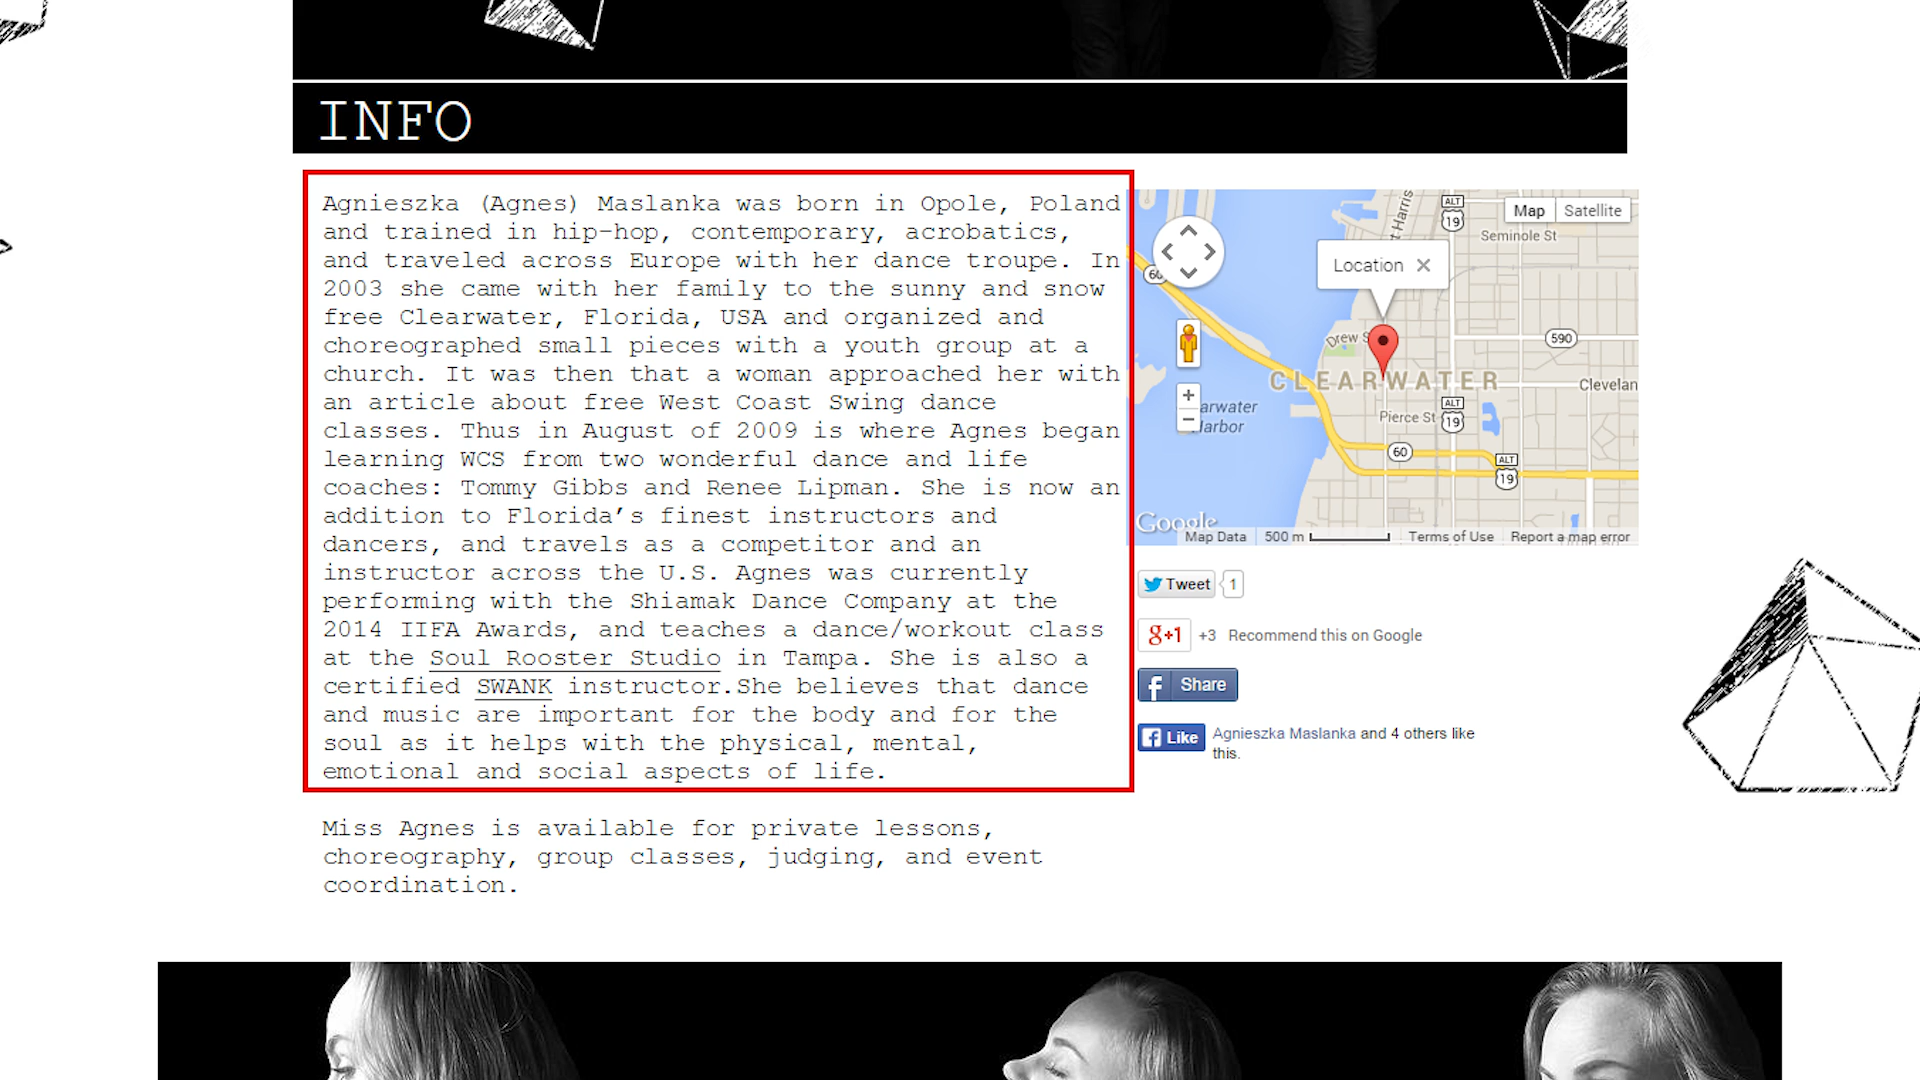 INFO
Agnieszka (Agnes) Maslanka was born in Opole, Poland
and trained in hip-hop, contemporary, acrobatics,
and traveled across Europe with her dance troupe. In
2003 she came with her family to the sunny and snow
free Clearwater, Florida, USA and organized and
choreographed small pieces with a youth group at a
church. It was then that a woman approached her with
an article about free West Coast Swing dance
classes. Thus in August of 2009 is where Agnes began
learning WCS from two wonderful dance and life
coaches: Tommy Gibbs and Renee Lipman. She is now an
addition to Florida’s finest instructors and
dancers, and travels as a competitor and an
instructor across the U.S. Agnes was currently
performing with the Shiamak Dance Company at the
2014 IIFA Awards, and teaches a dance/workout class
at the Soul Rooster Studio in Tampa. She is also a
certified SWANK instructor.She believes that dance
and music are important for the body and for the
soul as it helps with the physical, mental,
emotional and social aspects of life.
Miss Agnes is available for private lessons,
choreography, group classes, judging, and event
coordination.
t Harris
ALT
19
Map
Satellite
Seminole St
Location
60
590
Drew S
CLEARWATER
Clevelan
arwater
arbor
Pierce St
ALT
19
60
ALT
19
Google
Map Data
500 m
Terms of Use
Report a map error
Tweet
1
g+1
+3
Recommend this on Google
f Share
f Like
Agnieszka Maslanka and 4 others like
this.